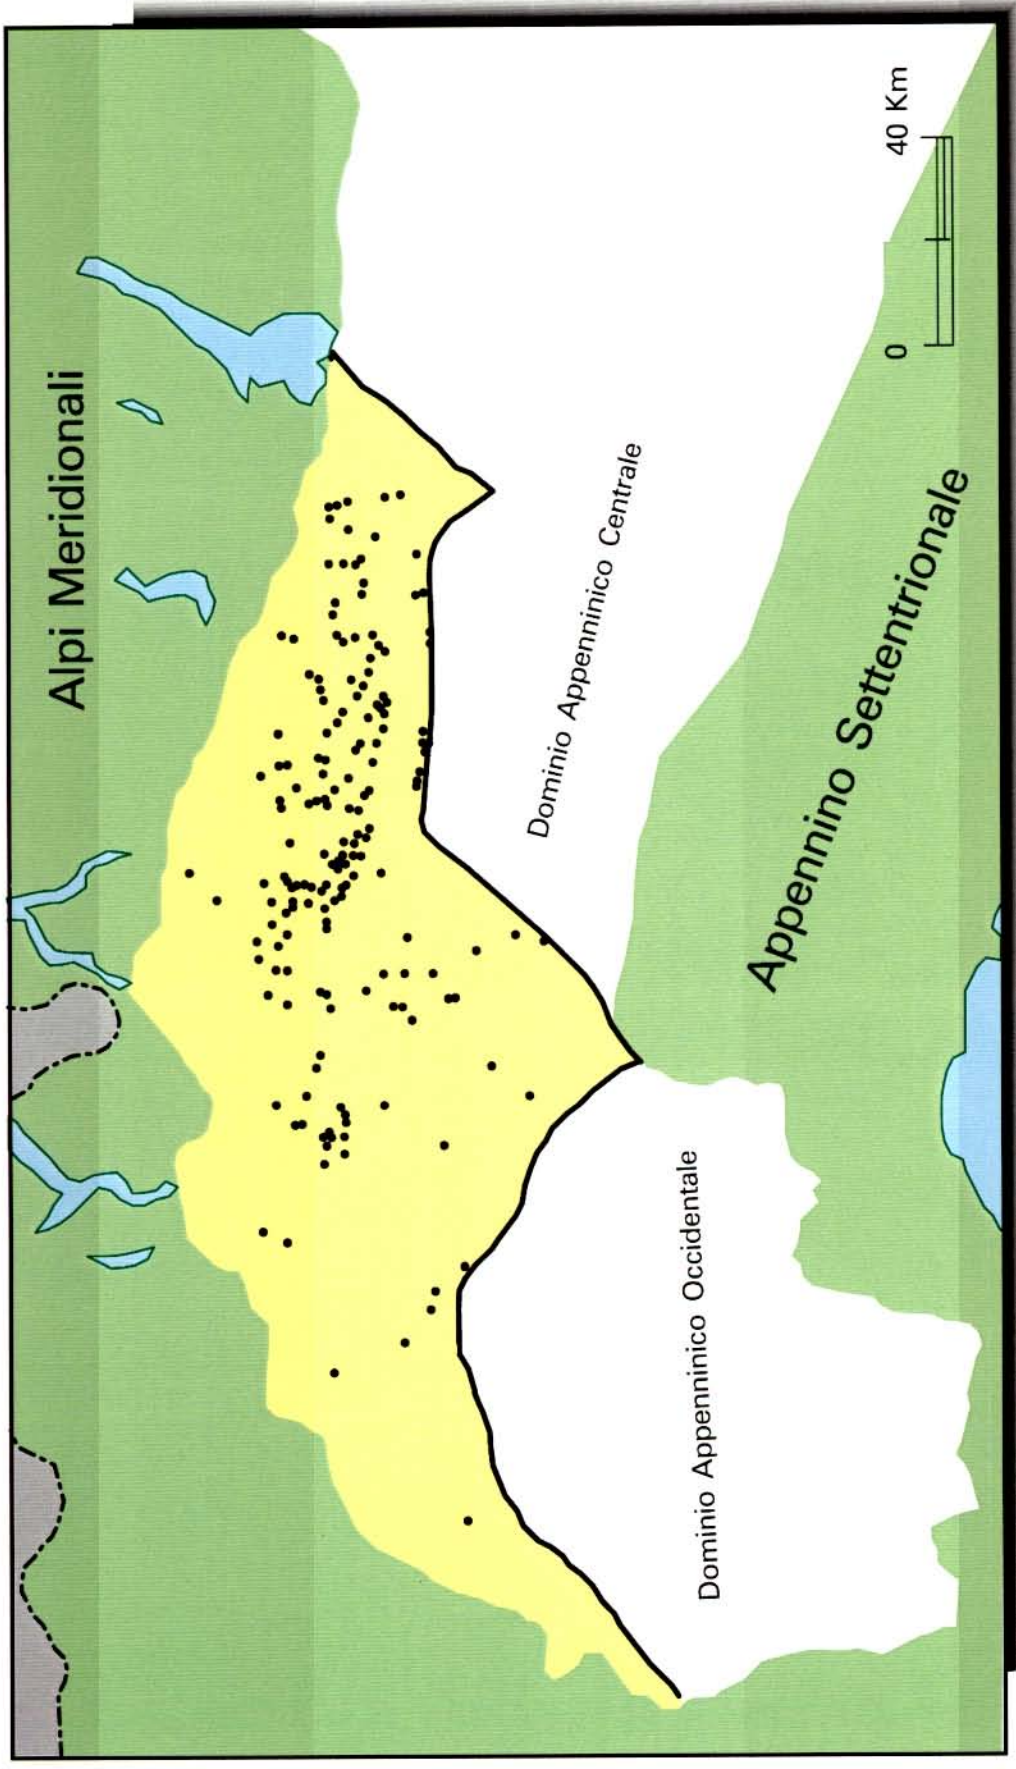 Alpi Meridionali
Dominio Appenninico Centrale
Dominio Appenninico Occidentale
Appennino Settentrionale
0
40 Km